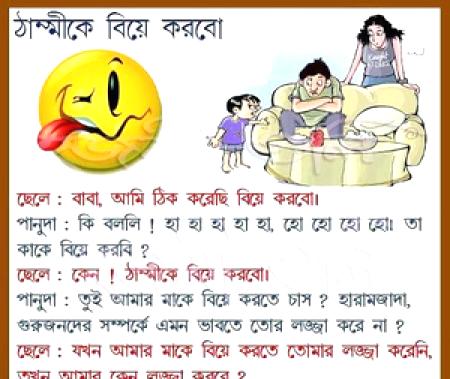 ঠাম্মীকে বিয়ে করবো
ছেলে : বাবা, আমি ঠিক করেছি বিয়ে করবো।
পানুদা : কি বললি ! হা হা হা হা হা, হো হো হো হো। তা
কাকে বিয়ে করবি ?
ছেলে : কেন ! ঠাম্মীকে বিয়ে করবো।
পানুদা : তুই আমার মাকে বিয়ে করতে চাস ? হারামজাদা,
গুরুজনদের সম্পর্কে এমন ভাবতে তোর লজ্জা করে না ?
ছেলে : যখন আমার মাকে বিয়ে করতে তোমার লজ্জা করেনি,
তখন আমার কেন লজ্জা করবে ?